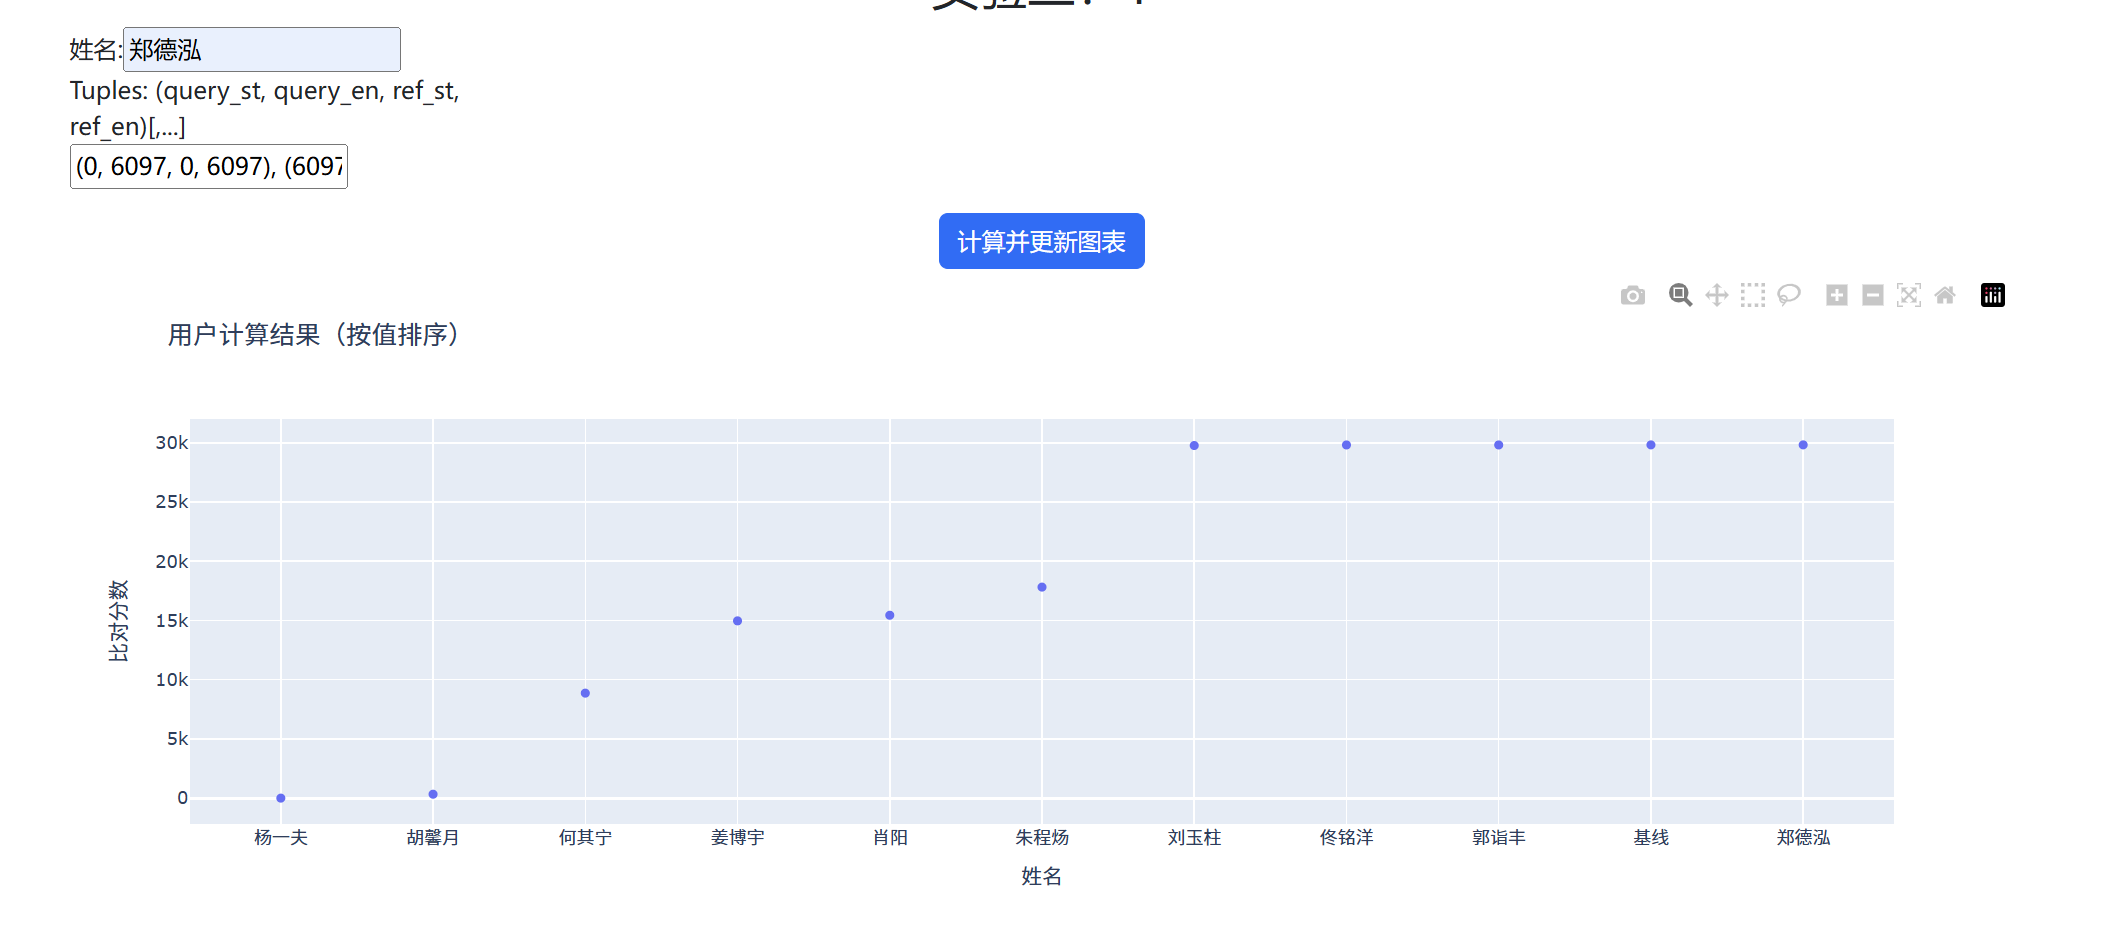 姓名:郑德泓
Tuples: (query_st, query_en, ref_st,
ref_en)[,...]
(0, 6097, 0, 6097), (6097
计算并更新图表
用户计算结果（按值排序）
30k
25k
20k
15k
10k
5k
0
比对分数
杨一夫 胡馨月 何其宁 姜博宇 肖阳 朱程炀 刘玉柱 佟铭洋 郭诣丰 基线 郑德泓
姓名